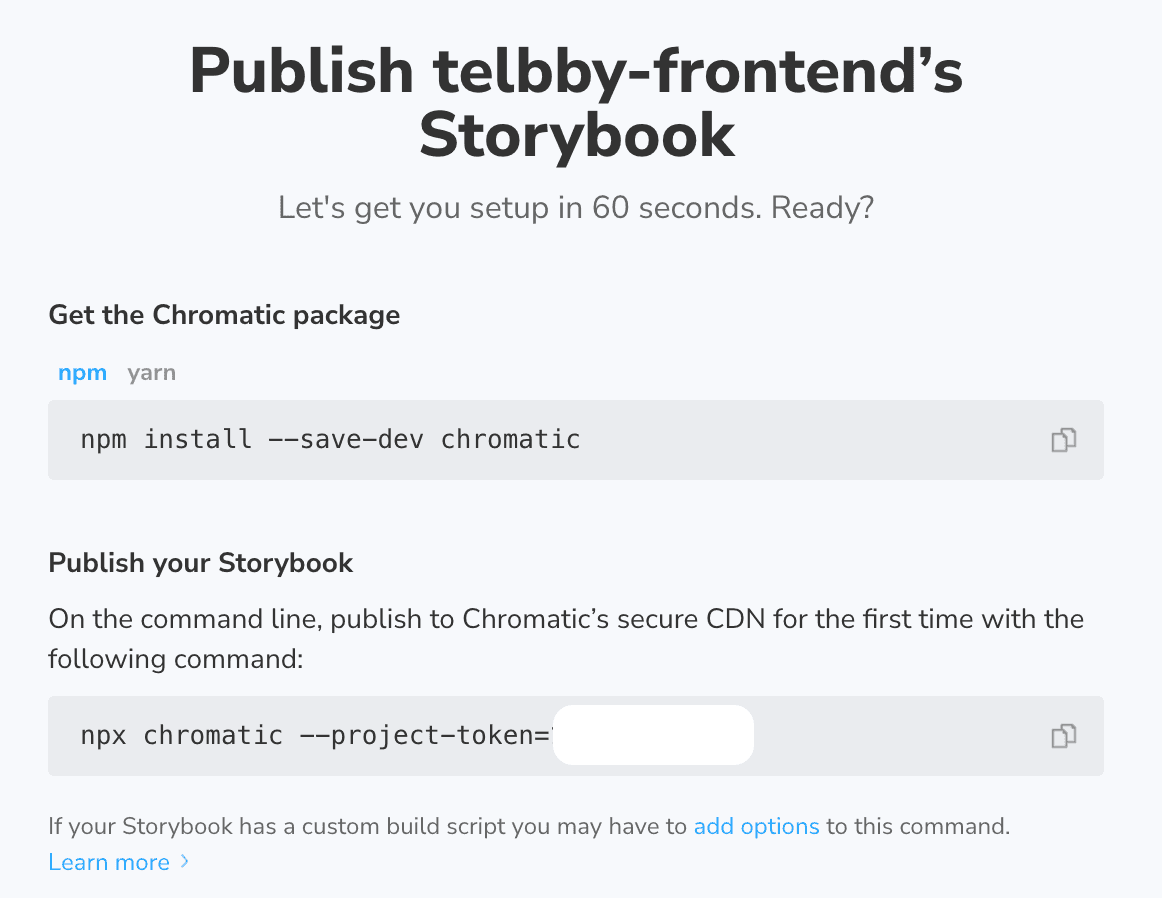 Publish telbby-frontend’s
Storybook
Let's get you setup in 60 seconds. Ready?
Get the Chromatic package
npm yarn
npm install --save-dev chromatic
Publish your Storybook
On the command line, publish to Chromatic’s secure CDN for the first time with the
following command:
npx chromatic --project-token=
If your Storybook has a custom build script you may have to add options to this command.
Learn more